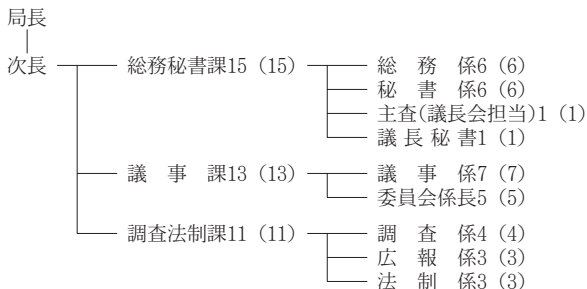 局長
次長
総務秘書課15（15）
総務係6（6）
秘書係6（6）
主査(議長会担当)1（1）
議長秘書1（1）
議事課13（13）
議事係7（7）
委員会係長5（5）
調査法制課11（11）
調査係4（4）
広報係3（3）
法制係3（3）